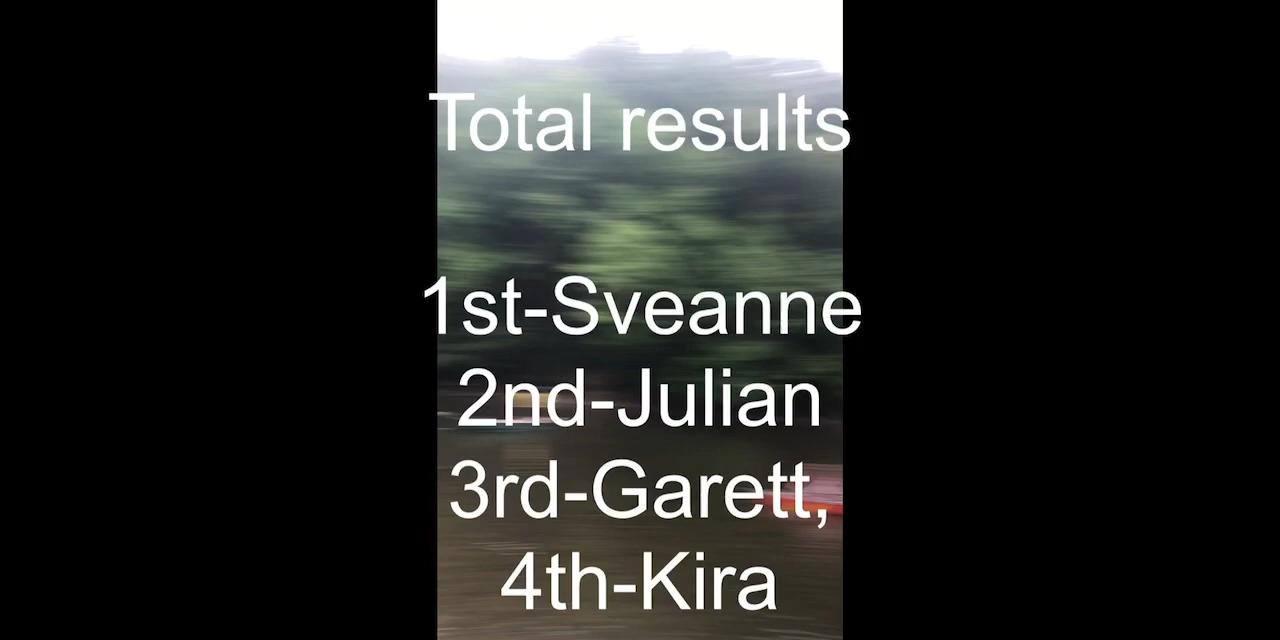 Total results
1st-Sveanne
2nd-Julian
3rd-Garett,
4th-Kira